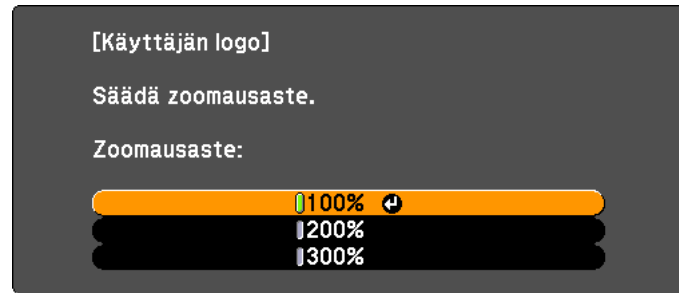 [Käyttäjän logo]
Säädä zoomausaste.
Zoomausaste:
100%
200%
300%